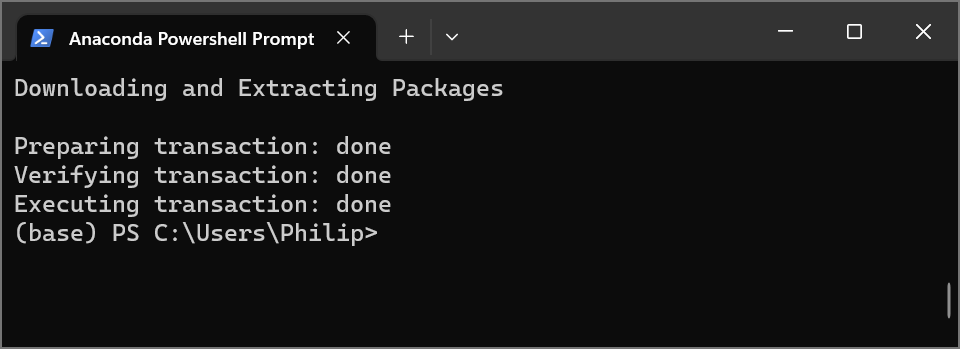 Anaconda Powershell Prompt
Downloading and Extracting Packages
Preparing transaction: done
Verifying transaction: done
Executing transaction: done
(base) PS C:\Users\Philip>